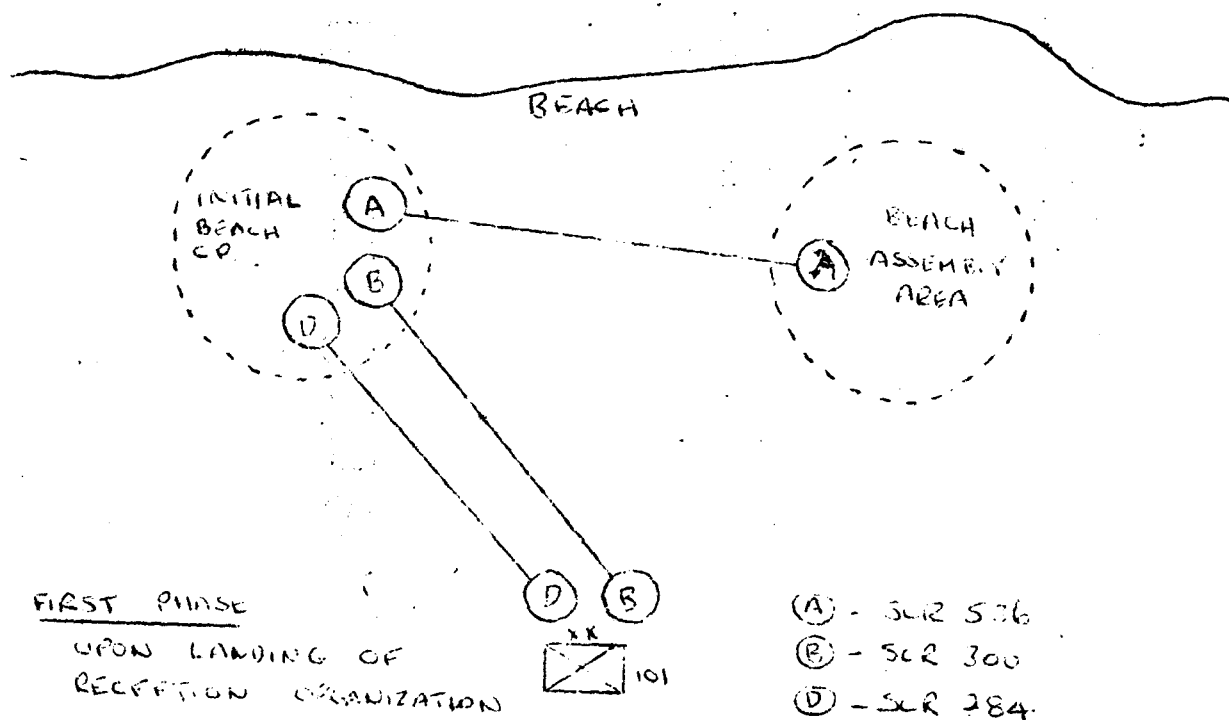 BEACH
INITIAL
BEACH
CP
A
B
D
A
BEACH
ASSEMBLY
AREA
D
B
XX
101
FIRST PHASE
UPON LANDING OF
RECEPTION ORGANIZATION
A - SCR 536
B - SCR 300
D - SCR 284